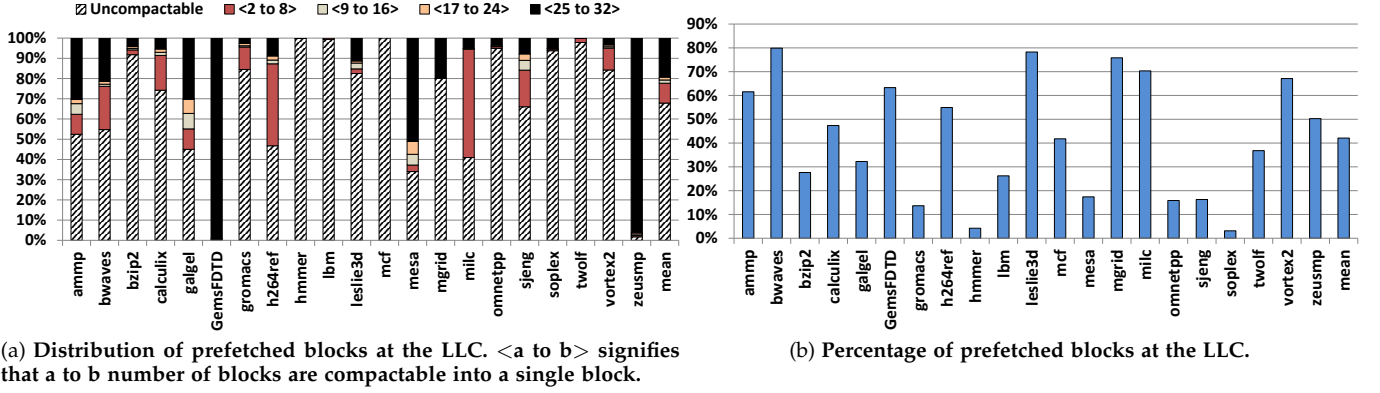 Uncompactable <2 to 8> <9 to 16> <17 to 24> <25 to 32>
100%
90%
80%
70%
60%
50%
40%
30%
20%
10%
0%
ammp
bwaves
bzip2
calculix
galgel
GemsFDTD
gromacs
h264ref
hmmer
lbm
leslie3d
mcf
mesa
mgrid
milc
omnetpp
sjeng
soplex
twolf
vortex2
zeusmp
mean
(a) Distribution of prefetched blocks at the LLC. <a to b> signifies
that a to b number of blocks are compactable into a single block.
90%
80%
70%
60%
50%
40%
30%
20%
10%
0%
ammp
bwaves
bzip2
calculix
galgel
GemsFDTD
gromacs
h264ref
hmmer
lbm
leslie3d
mcf
mesa
mgrid
milc
omnetpp
sjeng
soplex
twolf
vortex2
zeusmp
mean
(b) Percentage of prefetched blocks at the LLC.